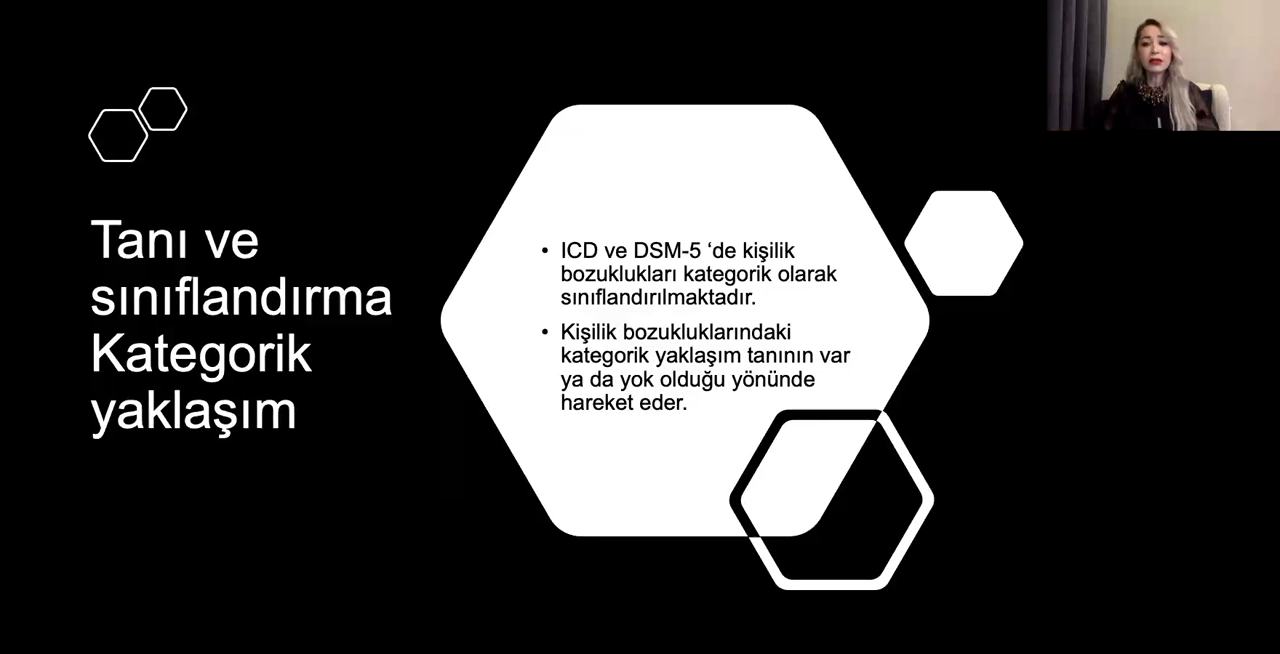 Tanı ve
sınıflandırma
Kategorik
yaklaşım
• ICD ve DSM-5 ‘de kişilik
bozuklukları kategorik olarak
sınıflandırılmaktadır.
• Kişilik bozukluklarındaki
kategorik yaklaşım tanının var
ya da yok olduğu yönünde
hareket eder.